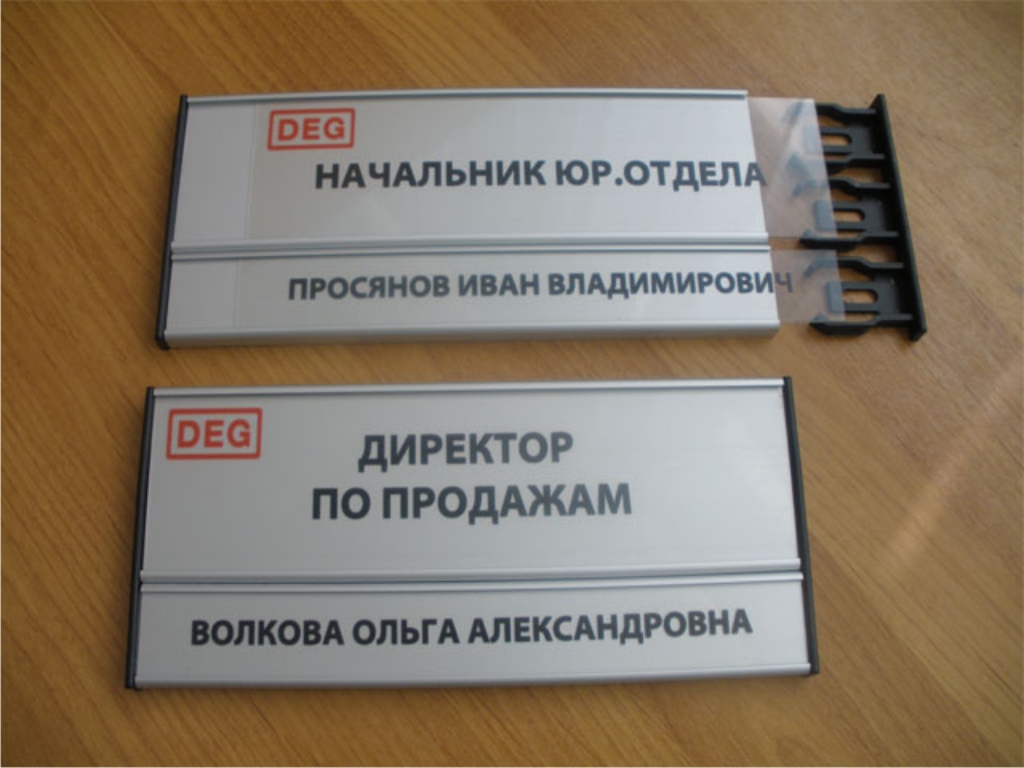 DEG
НАЧАЛЬНИК ЮР.ОТДЕЛА
ПРОСЯНОВ ИВАН ВЛАДИМИРОВИЧ
DEG
ДИРЕКТОР
ПО ПРОДАЖАМ
ВОЛКОВА ОЛЬГА АЛЕКСАНДРОВНА